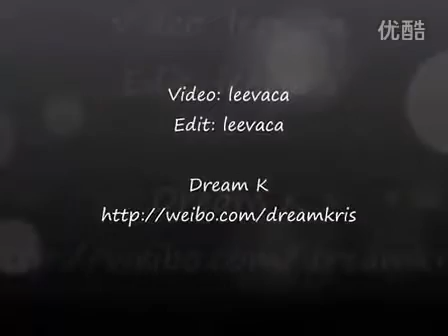 优酷
Video: leevaca
Edit: leevaca
Dream K
http://weibo.com/dreamkris